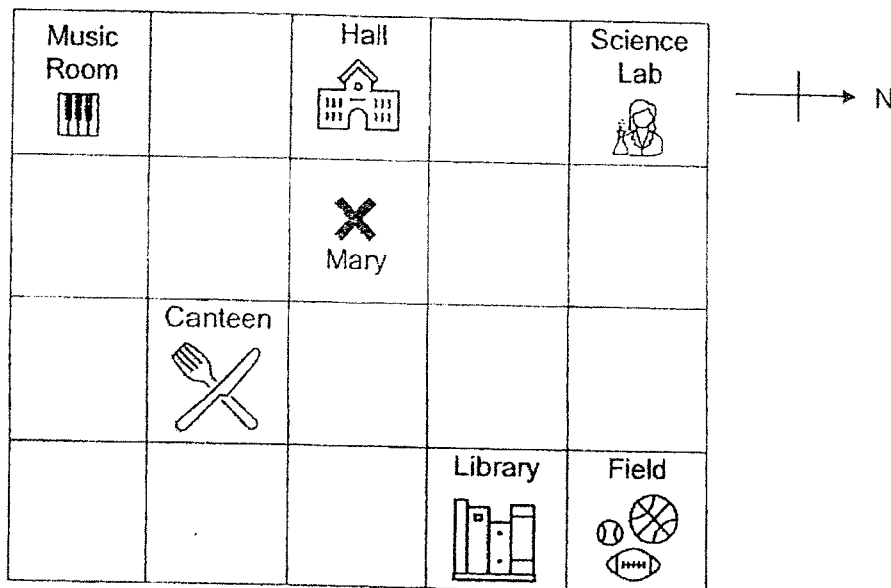 Music
Room
Hall
Science
Lab
N
Mary
Canteen
Library
Field